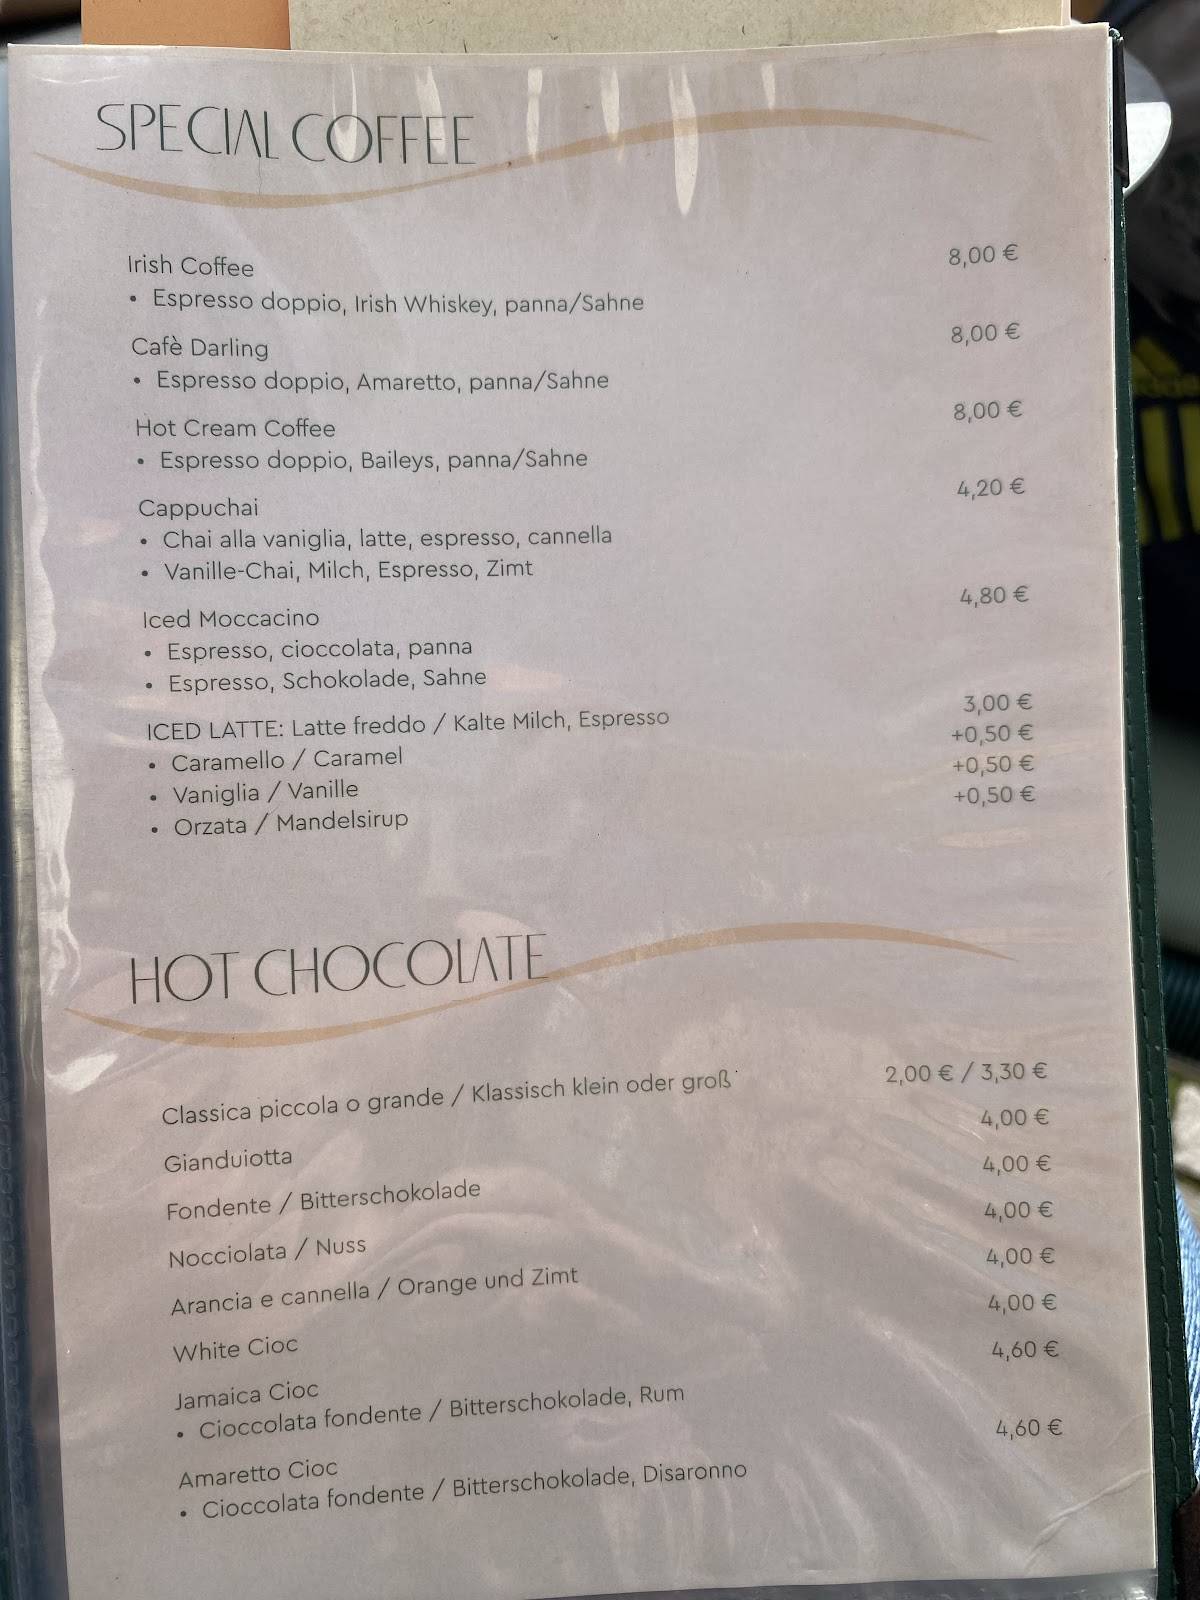 SPECIAL COFFEE
Irish Coffee 8,00 €
• Espresso doppio, Irish Whiskey, panna/Sahne
Cafè Darling 8,00 €
• Espresso doppio, Amaretto, panna/Sahne
Hot Cream Coffee 8,00 €
• Espresso doppio, Baileys, panna/Sahne
Cappuchai 4,20 €
• Chai alla vaniglia, latte, espresso, cannella
• Vanille-Chai, Milch, Espresso, Zimt
Iced Moccacino 4,80 €
• Espresso, cioccolata, panna
• Espresso, Schokolade, Sahne
ICED LATTE: Latte freddo / Kalte Milch, Espresso 3,00 €
• Caramello / Caramel +0,50 €
• Vaniglia / Vanille +0,50 €
• Orzata / Mandelsirup +0,50 €
HOT CHOCOLATE
Classica piccola o grande / Klassisch klein oder groß 2,00 € / 3,30 €
Gianduiotta 4,00 €
Fondente / Bitterschokolade 4,00 €
Nocciolata / Nuss 4,00 €
Arancia e cannella / Orange und Zimt 4,00 €
White Cioc 4,00 €
Jamaica Cioc 4,60 €
• Cioccolata fondente / Bitterschokolade, Rum
Amaretto Cioc 4,60 €
• Cioccolata fondente / Bitterschokolade, Disaronno